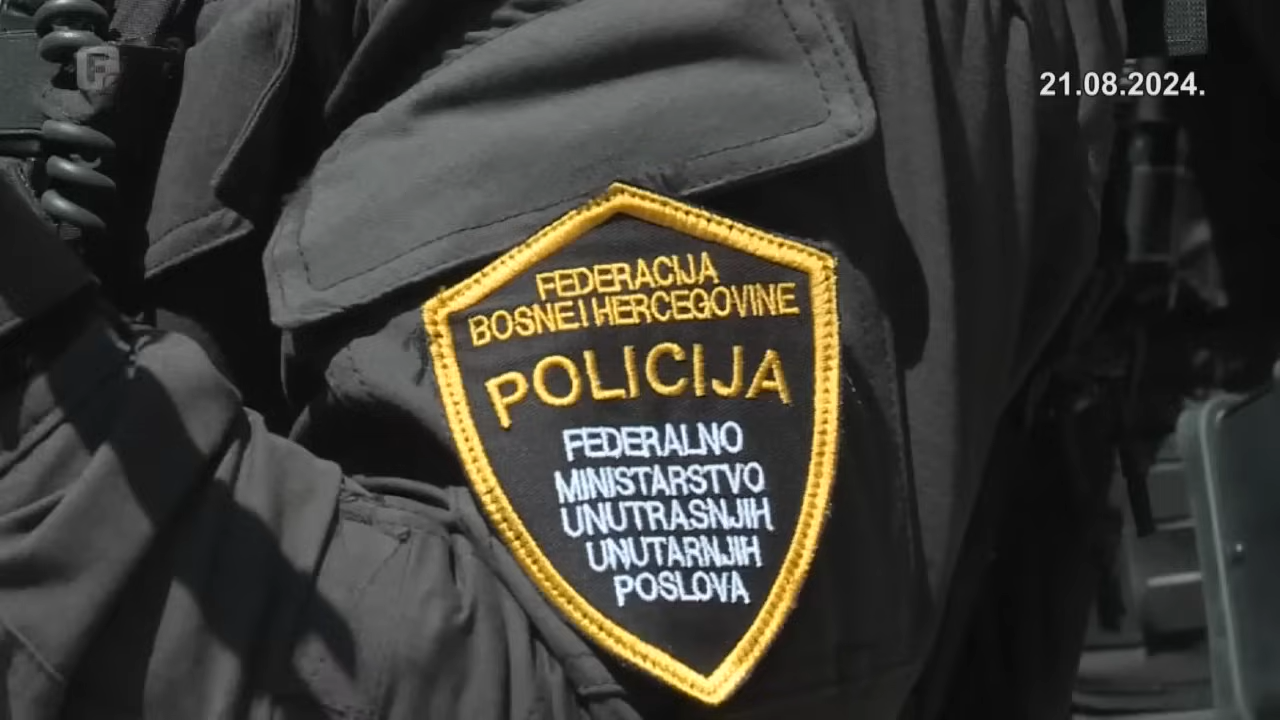 21.08.2024.
FEDERACIJA
BOSNE I HERCEGOVINE
POLICIJA
FEDERALNO
MINISTARSTVO
UNUTRASNJIH
UNUTARNJIH
POSLOVA